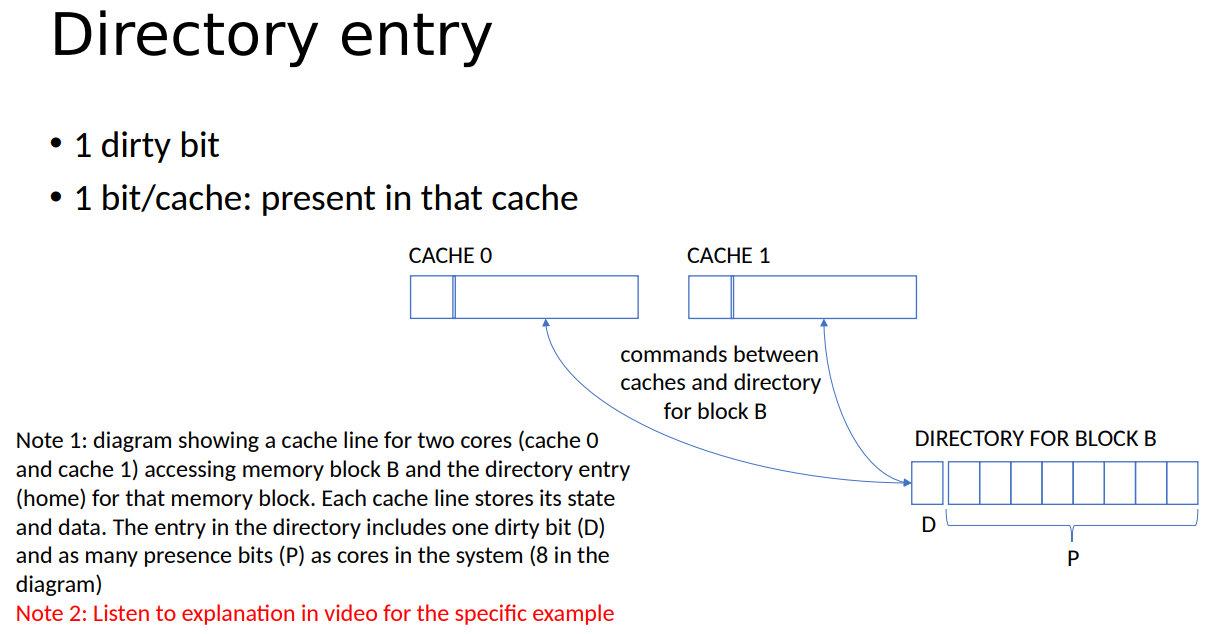 Directory entry
• 1 dirty bit
• 1 bit/cache: present in that cache
CACHE 0
CACHE 1
commands between
caches and directory
for block B
Note 1: diagram showing a cache line for two cores (cache 0
and cache 1) accessing memory block B and the directory entry
(home) for that memory block. Each cache line stores its state
and data. The entry in the directory includes one dirty bit (D)
and as many presence bits (P) as cores in the system (8 in the
diagram)
Note 2: Listen to explanation in video for the specific example
DIRECTORY FOR BLOCK B
D
P